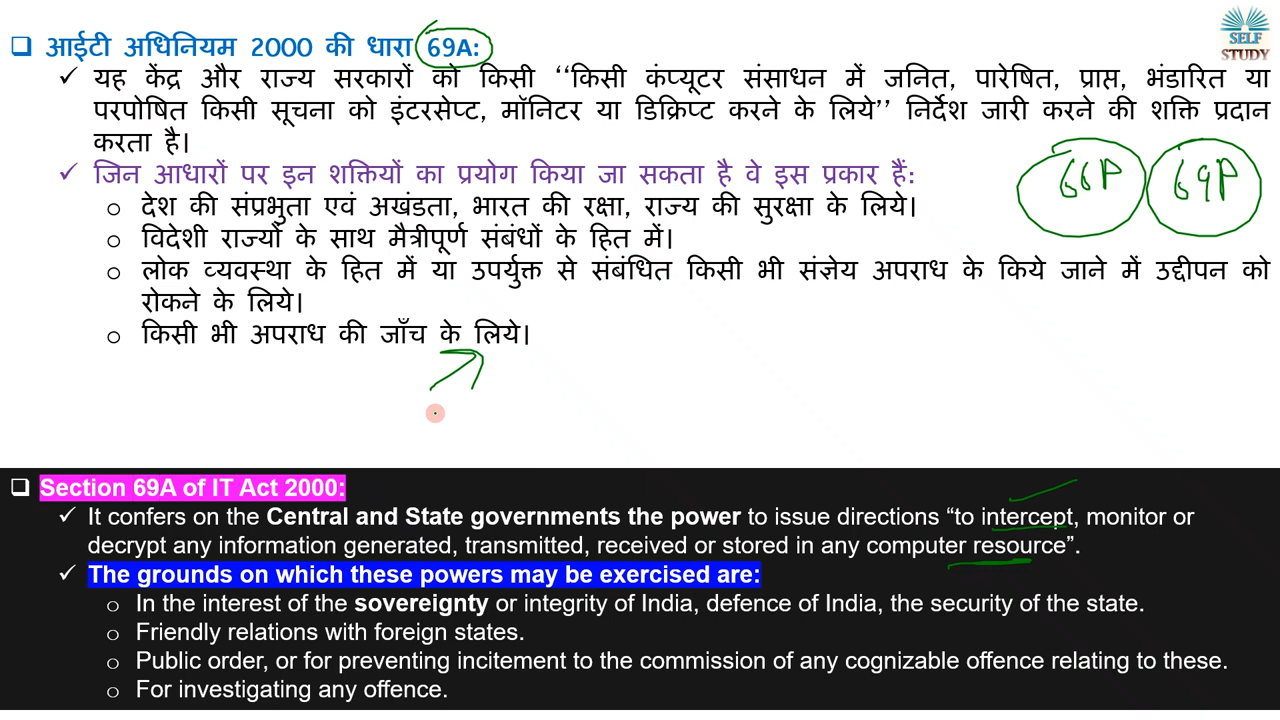 SELF
STUDY
❑ आईटी अधिनियम 2000 की धारा 69A:
✓ यह केंद्र और राज्य सरकारों को किसी ‘‘किसी कंप्यूटर संसाधन में जनित, पारेषित, प्राप्त, भंडारित या
परपोषित किसी सूचना को इंटरसेप्ट, मॉनिटर या डिक्रिप्ट करने के लिये’’ निर्देश जारी करने की शक्ति प्रदान
करता है।
✓ जिन आधारों पर इन शक्तियों का प्रयोग किया जा सकता है वे इस प्रकार हैं:
66A 69A
o देश की संप्रभुता एवं अखंडता, भारत की रक्षा, राज्य की सुरक्षा के लिये।
o विदेशी राज्यों के साथ मैत्रीपूर्ण संबंधों के हित में।
o लोक व्यवस्था के हित में या उपर्युक्त से संबंधित किसी भी संज्ञेय अपराध के किये जाने में उद्दीपन को
रोकने के लिये।
o किसी भी अपराध की जाँच के लिये।
❑ Section 69A of IT Act 2000:
✓ It confers on the Central and State governments the power to issue directions “to intercept, monitor or
decrypt any information generated, transmitted, received or stored in any computer resource”.
✓ The grounds on which these powers may be exercised are:
o In the interest of the sovereignty or integrity of India, defence of India, the security of the state.
o Friendly relations with foreign states.
o Public order, or for preventing incitement to the commission of any cognizable offence relating to these.
o For investigating any offence.